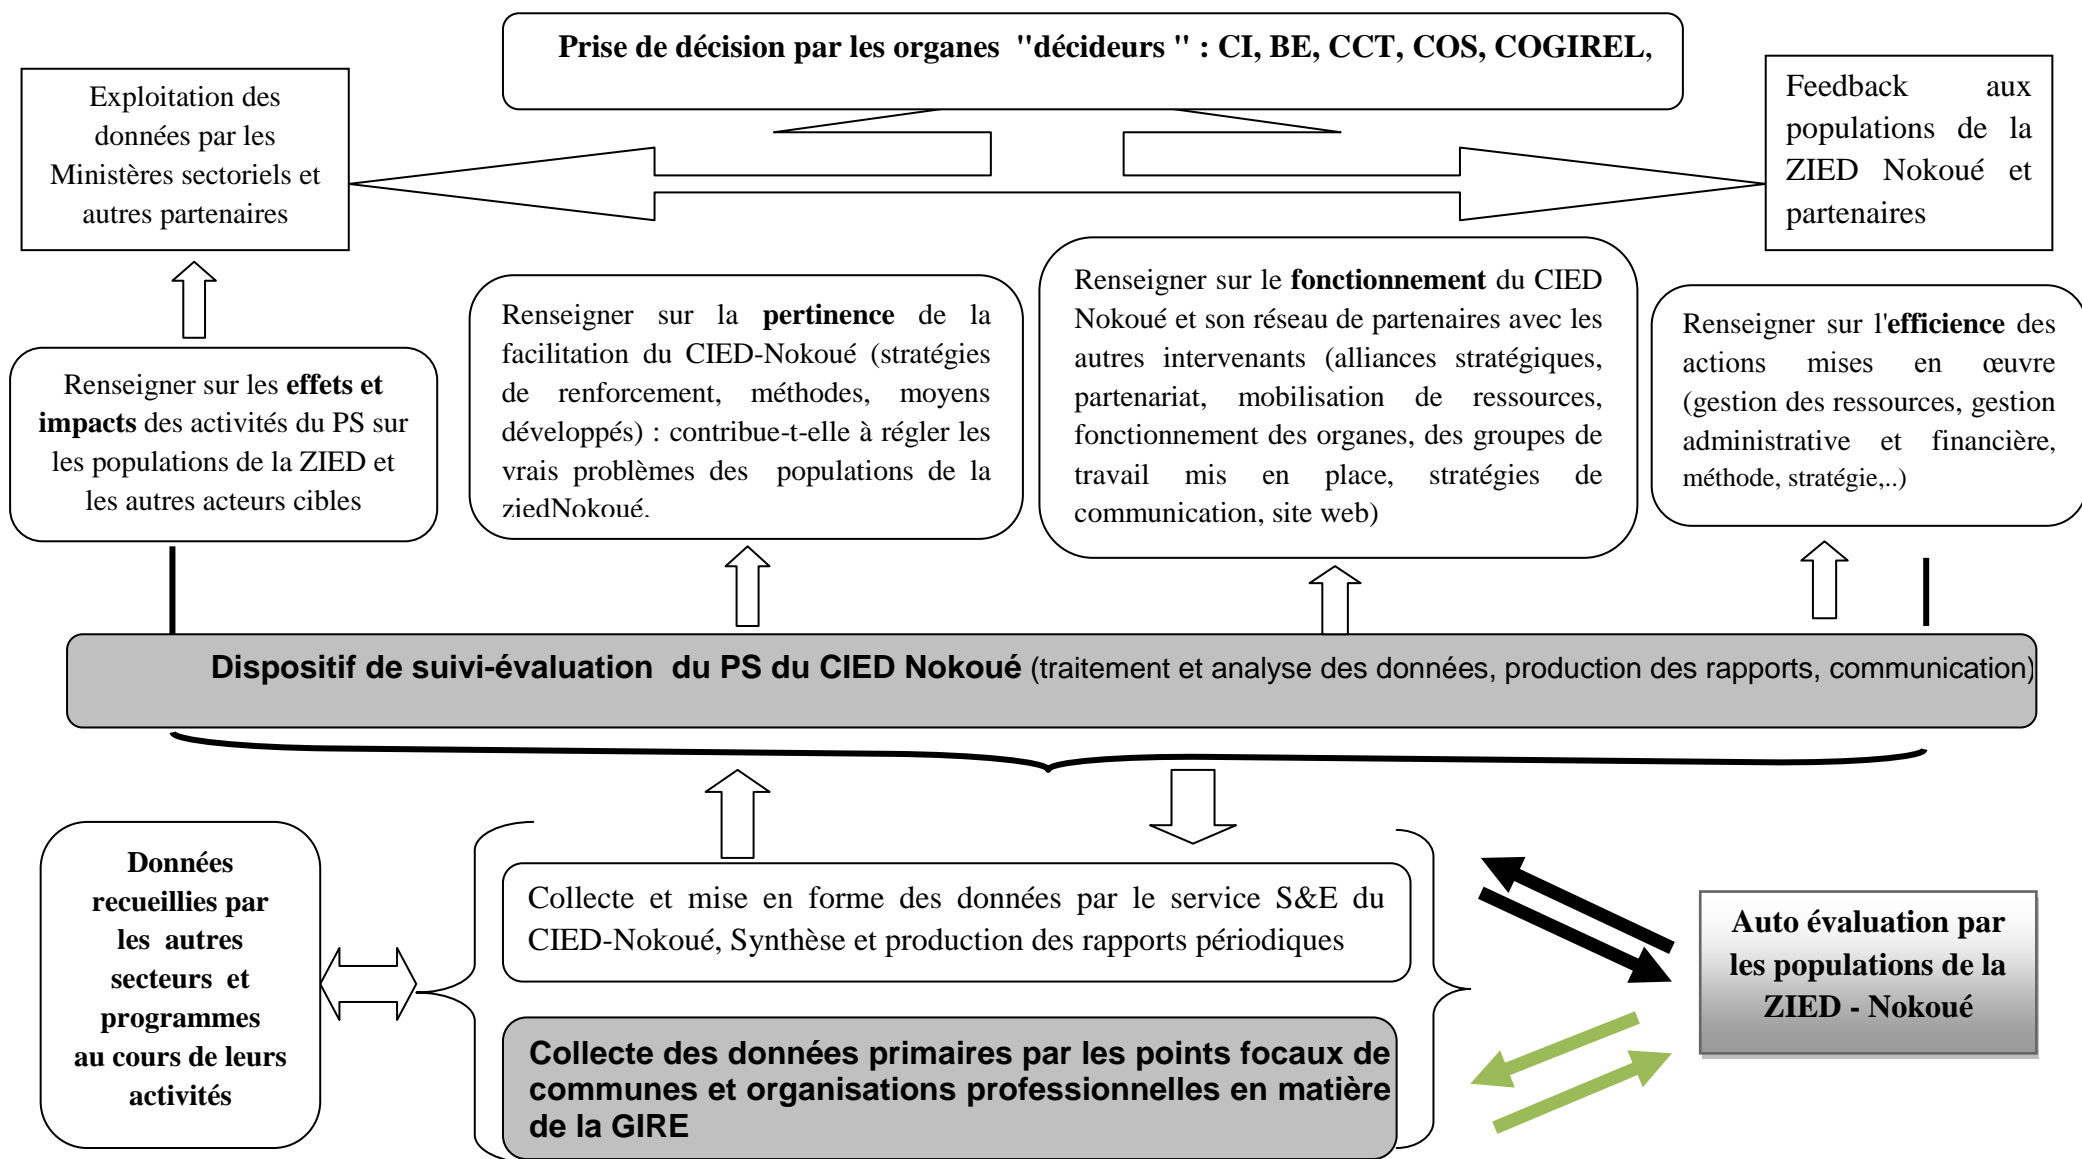 Prise de décision par les organes "décideurs " : CI, BE, CCT, COS, COGIREL,
Exploitation des
données par les
Ministères sectoriels et
autres partenaires
Feedback aux
populations de la
ZIED Nokoué et
partenaires
Renseigner sur les effets et
impacts des activités du PS sur
les populations de la ZIED et
les autres acteurs cibles
Renseigner sur la pertinence de la
facilitation du CIED-Nokoué (stratégies
de renforcement, méthodes, moyens
développés) : contribue-t-elle à régler les
vrais problèmes des populations de la
ziedNokoué.
Renseigner sur le fonctionnement du CIED
Nokoué et son réseau de partenaires avec les
autres intervenants (alliances stratégiques,
partenariat, mobilisation de ressources,
fonctionnement des organes, des groupes de
travail mis en place, stratégies de
communication, site web)
Renseigner sur l'efficience des
actions mises en œuvre
(gestion des ressources, gestion
administrative et financière,
méthode, stratégie,..)
Dispositif de suivi-évaluation du PS du CIED Nokoué (traitement et analyse des données, production des rapports, communication)
Données
recueillies par
les autres
secteurs et
programmes
au cours de leurs
activités
Collecte et mise en forme des données par le service S&E du
CIED-Nokoué, Synthèse et production des rapports périodiques
Collecte des données primaires par les points focaux de
communes et organisations professionnelles en matière
de la GIRE
Auto évaluation par
les populations de la
ZIED - Nokoué